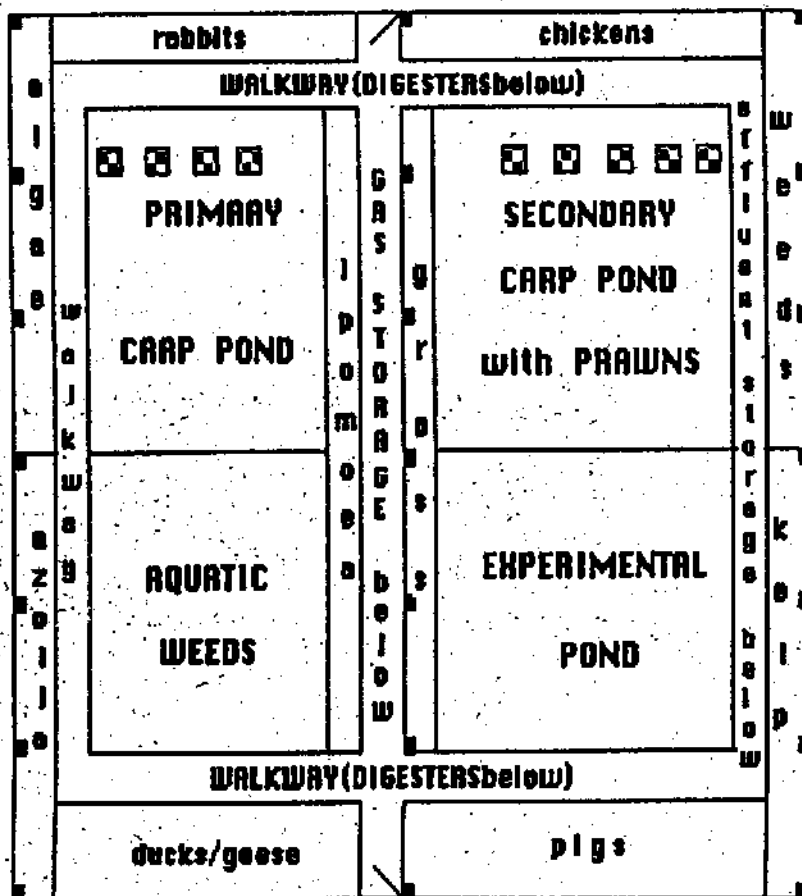 rabbits
chickens
WALKWAY(DIGESTERSbelow)
algae
walkway
PRIMARY
CARP POND
Ipomoea
GAS STORAGE below
grass
SECONDARY
CARP POND
with PRAWNS
effluent storage below
weeds
azolla
AQUATIC
WEEDS
EXPERIMENTAL
POND
kelp
WALKWAY(DIGESTERSbelow)
ducks/geese
pigs